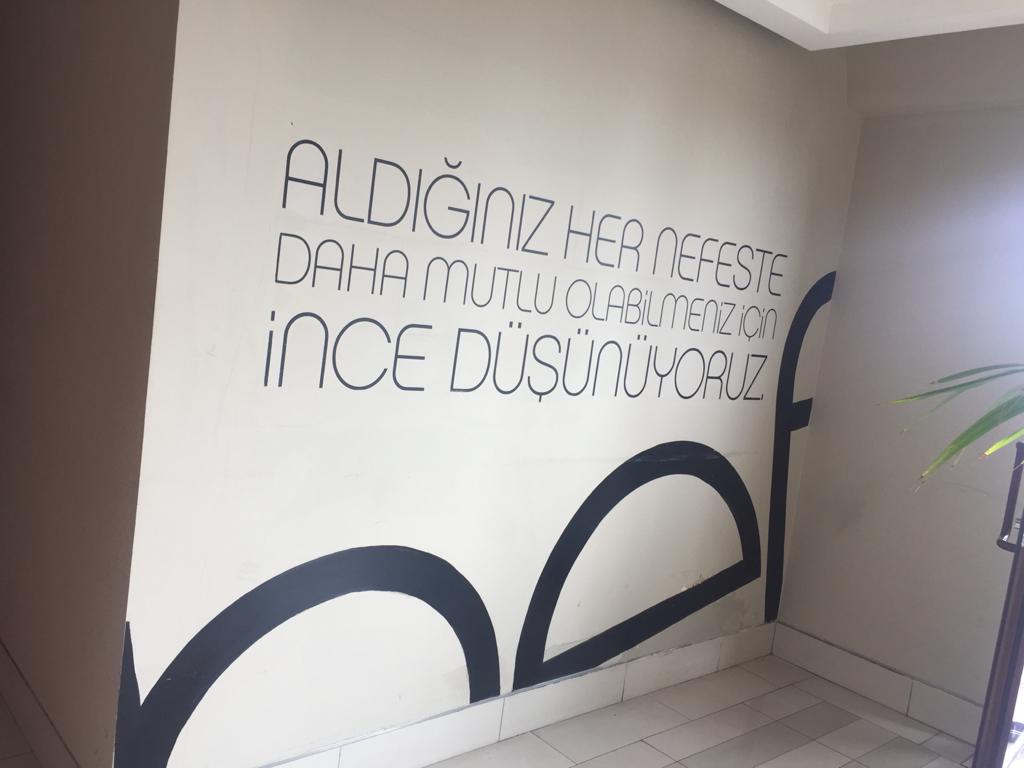 ALDIĞINIZ HER NEFESTE
DAHA MUTLU OLABİLMENİZ İÇİN
İNCE DÜŞÜNÜYORUZ.
nef